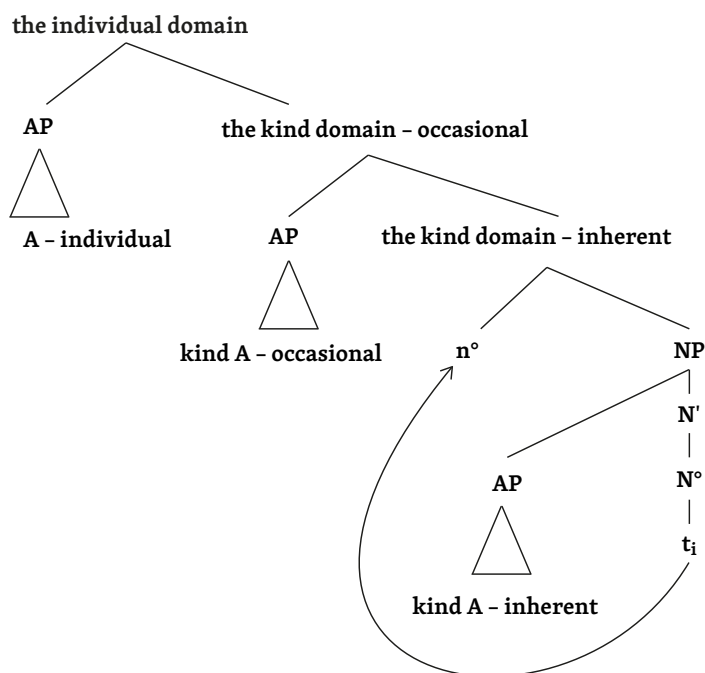 the individual domain
AP
the kind domain – occasional
A – individual
AP
the kind domain – inherent
kind A – occasional
n°
NP
N'
AP
N°
tᵢ
kind A – inherent